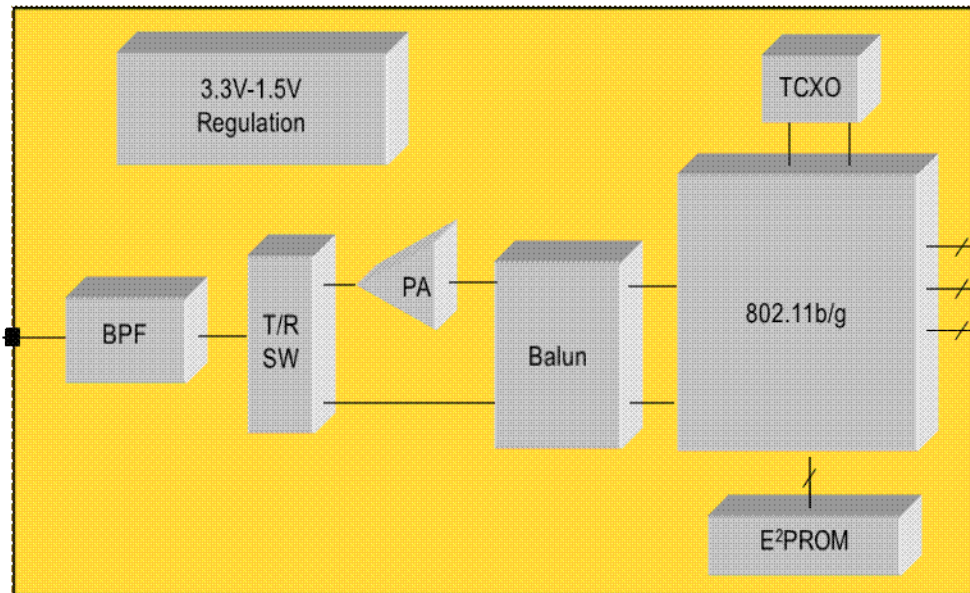 3.3V-1.5V
Regulation
TCXO
802.11b/g
PA
T/R
SW
BPF
Balun
E²PROM